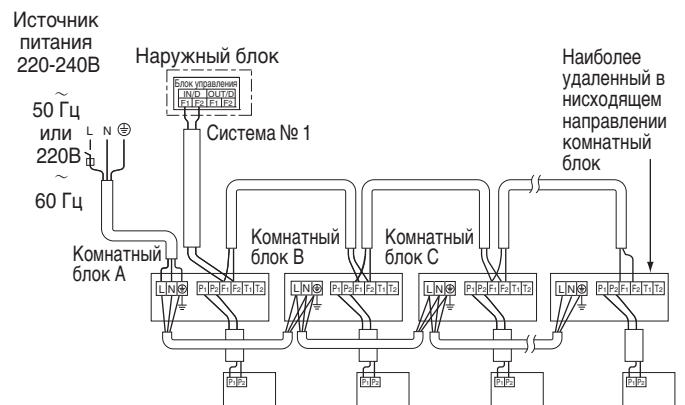 Источник
питания
220-240В
~
50 Гц
или
220В
~
60 Гц
L N
Наружный блок
Блок управления
IN/D OUT/D
F1 F2 F1 F2
Система № 1
Наиболее
удаленный в
нисходящем
направлении
комнатный
блок
Комнатный
блок A
Комнатный
блок B
Комнатный
блок C
L N P1 P2 F1 F2 T1 T2
L N P1 P2 F1 F2 T1 T2
L N P1 P2 F1 F2 T1 T2
L N P1 P2 F1 F2 T1 T2
P1 P2
P1 P2
P1 P2
P1 P2